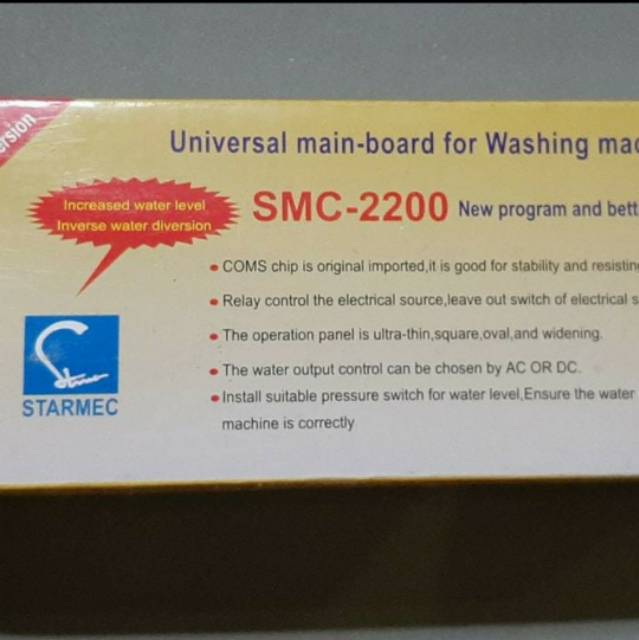 ersion
Universal main-board for Washing mac
Increased water level
Inverse water diversion
SMC-2200 New program and bett
• COMS chip is original imported,it is good for stability and resisting
• Relay control the electrical source,leave out switch of electrical s
• The operation panel is ultra-thin,square,oval,and widening.
• The water output control can be chosen by AC OR DC.
• Install suitable pressure switch for water level,Ensure the water
machine is correctly
STARMEC